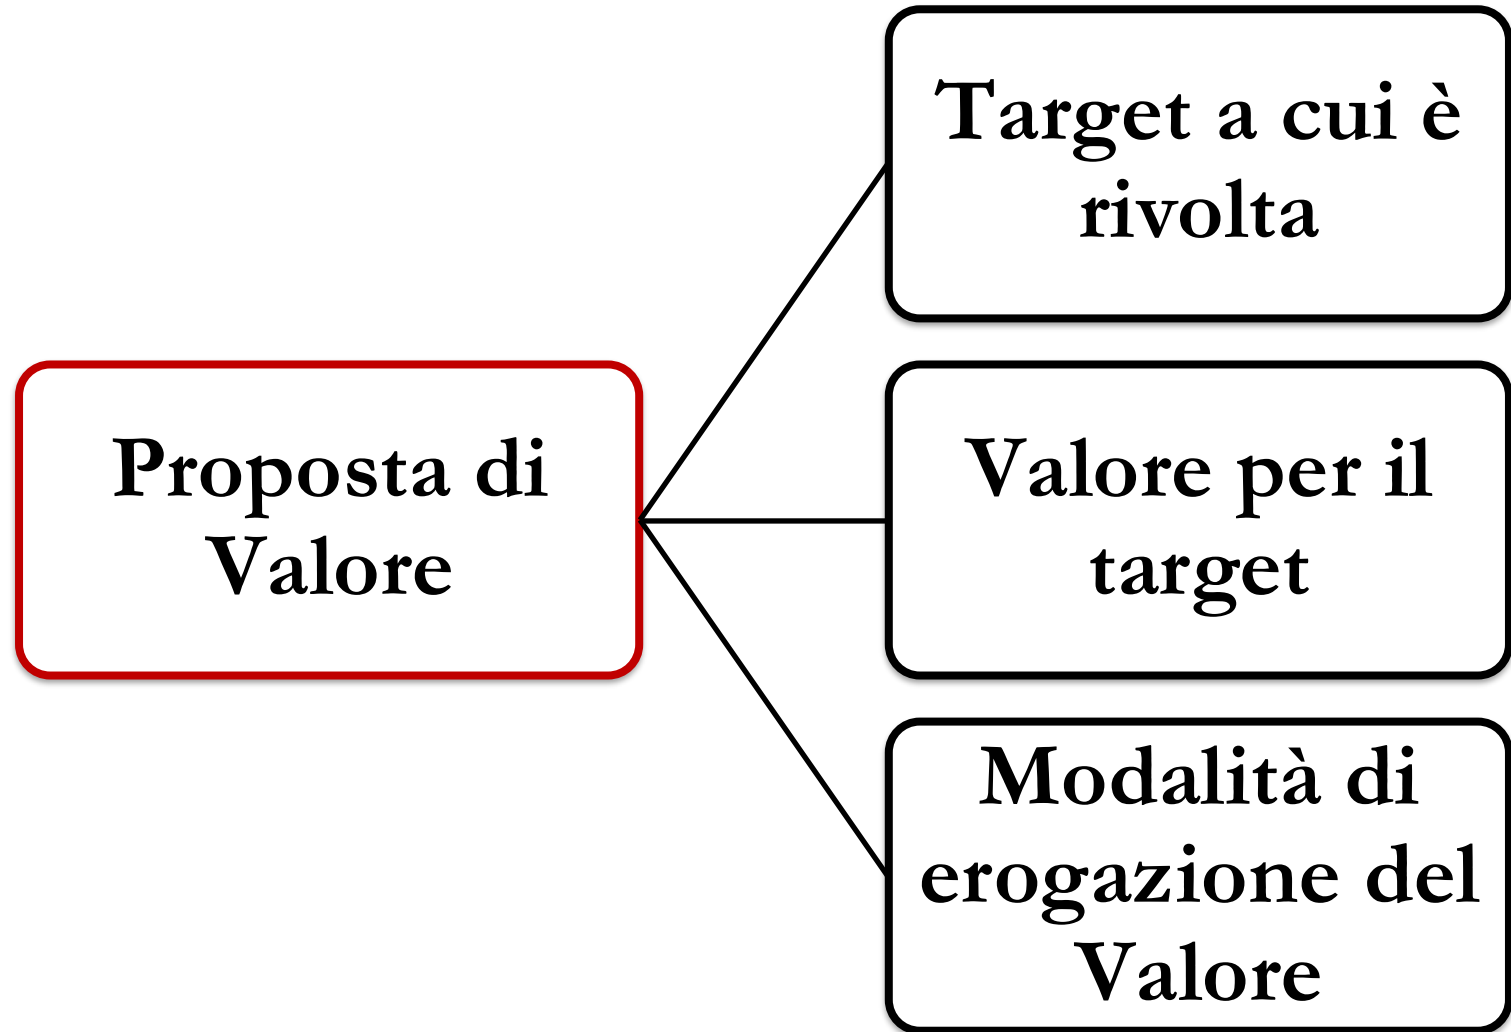 Target a cui è
rivolta
Proposta di
Valore
Valore per il
target
Modalità di
erogazione del
Valore